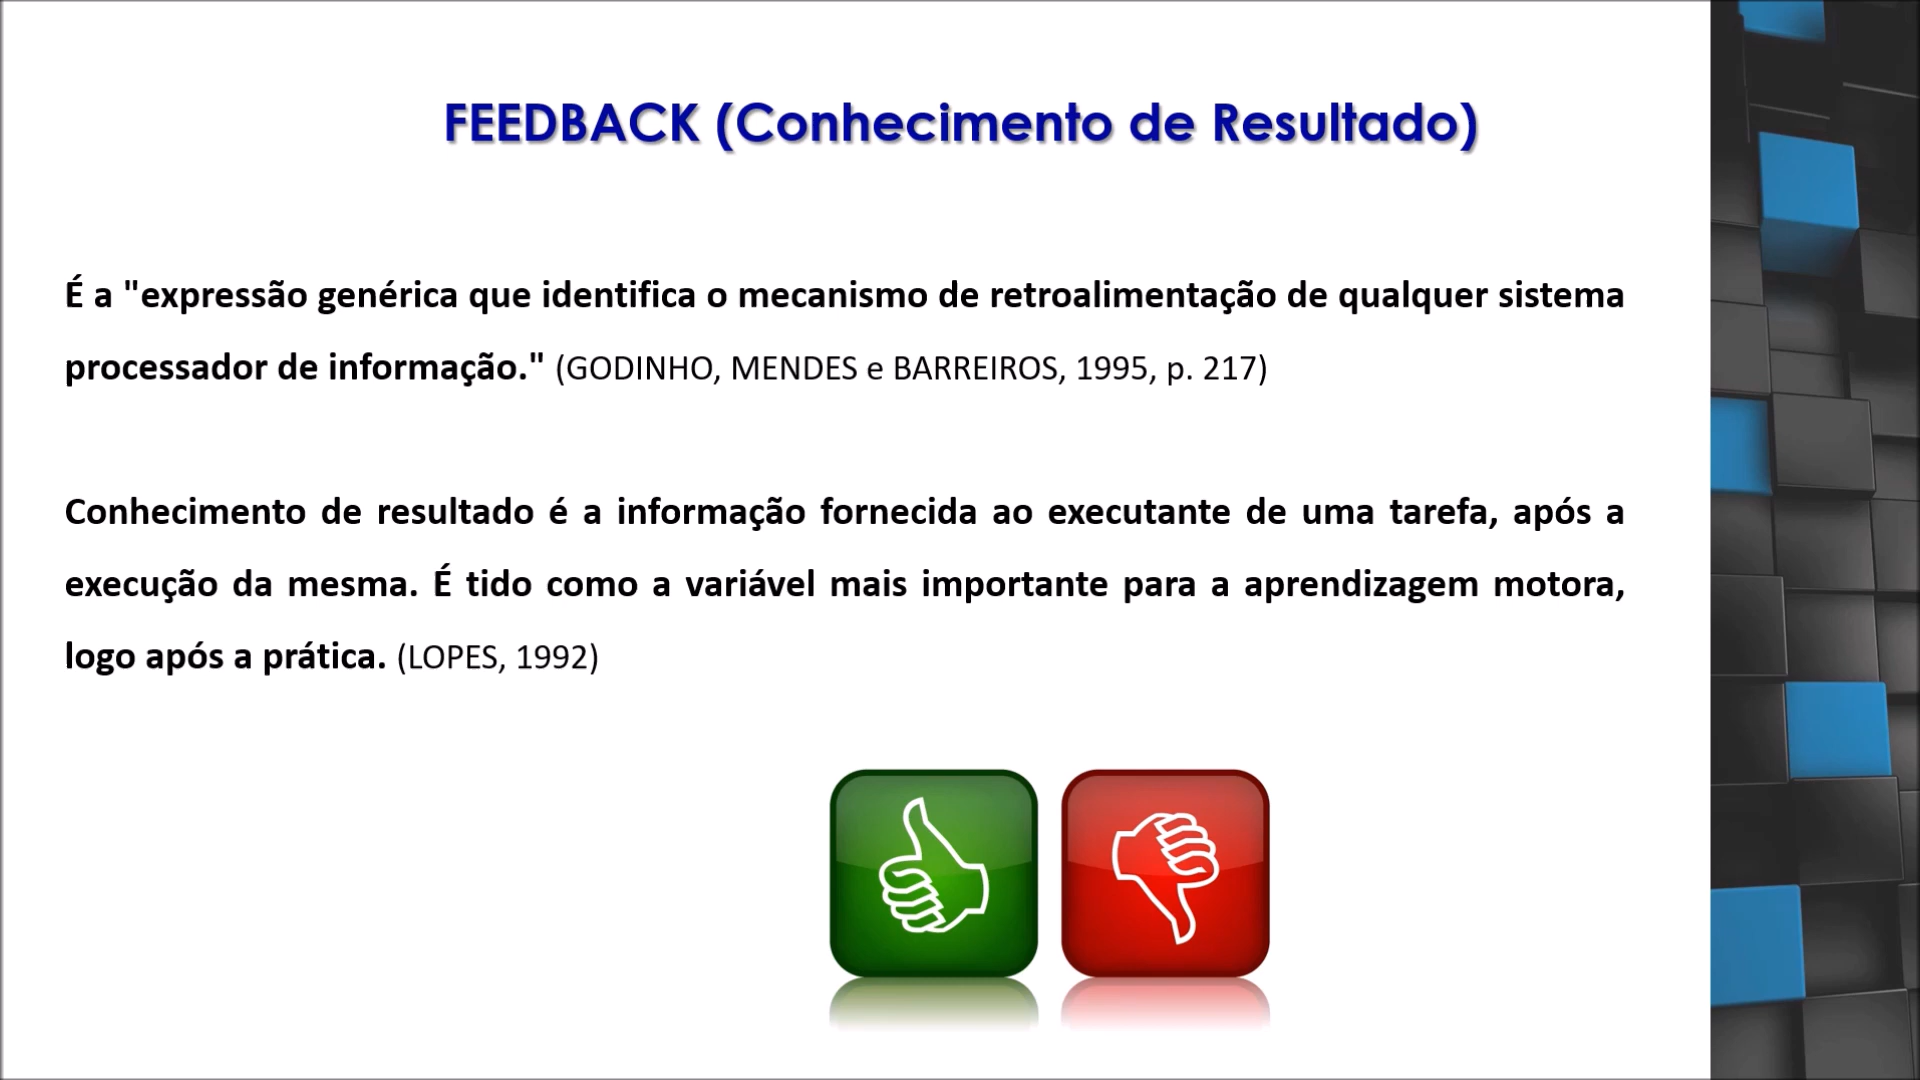 FEEDBACK (Conhecimento de Resultado)
É a "expressão genérica que identifica o mecanismo de retroalimentação de qualquer sistema
processador de informação." (GODINHO, MENDES e BARREIROS, 1995, p. 217)
Conhecimento de resultado é a informação fornecida ao executante de uma tarefa, após a
execução da mesma. É tido como a variável mais importante para a aprendizagem motora,
logo após a prática. (LOPES, 1992)